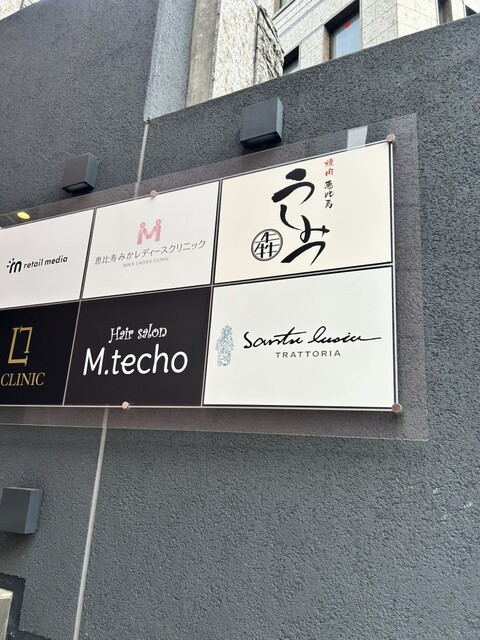 retail media
恵比寿みかレディースクリニック
MIKA LADIES CLINIC
焼肉 恵比寿
うしみつ
CLINIC
Hair salon
M.techo
Santa lucia
TRATTORIA